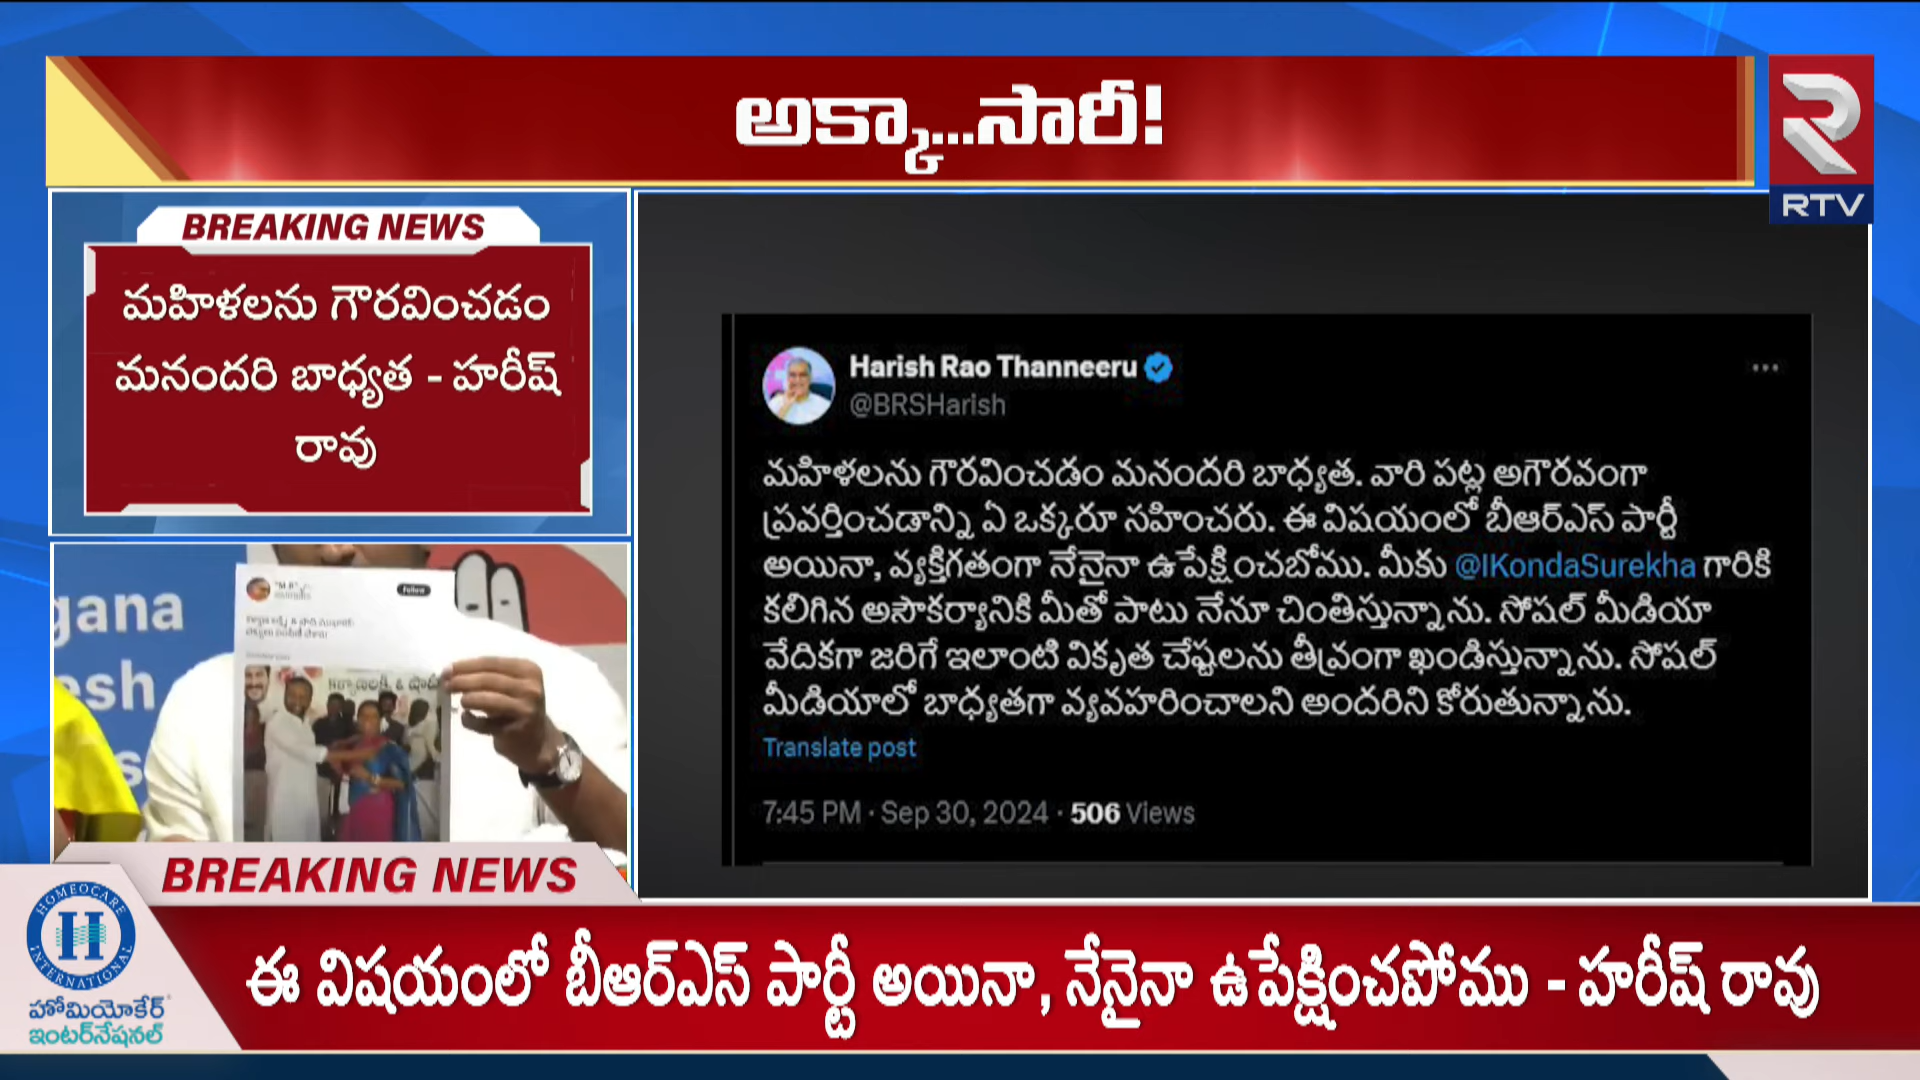 అక్కా...సారీ!
RTV
BREAKING NEWS
మహిళలను గౌరవించడం
మనందరి బాధ్యత - హరీష్
రావు
Harish Rao Thanneeru
@BRSHarish
మహిళలను గౌరవించడం మనందరి బాధ్యత. వారి పట్ల అగౌరవంగా
ప్రవర్తించడాన్ని ఏ ఒక్కరూ సహించరు. ఈ విషయంలో బీఆర్ఎస్ పార్టీ
అయినా, వ్యక్తిగతంగా నేనైనా ఉపేక్షించబోము. మీకు @IKondaSurekha గారికి
కలిగిన అసౌకర్యానికి మీతో పాటు నేనూ చింతిస్తున్నాను. సోషల్ మీడియా
వేదికగా జరిగే ఇలాంటి వికృత చేష్టలను తీవ్రంగా ఖండిస్తున్నాను. సోషల్
మీడియాలో బాధ్యతగా వ్యవహరించాలని అందరిని కోరుతున్నాను.
Translate post
7:45 PM · Sep 30, 2024 · 506 Views
gana
esh
Follow
BREAKING NEWS
ఈ విషయంలో బీఆర్ఎస్ పార్టీ అయినా, నేనైనా ఉపేక్షించపోము - హరీష్ రావు
HOMEOCARE
H
INTERNATIONAL
హోమియోకేర్
ఇంటర్నేషనల్